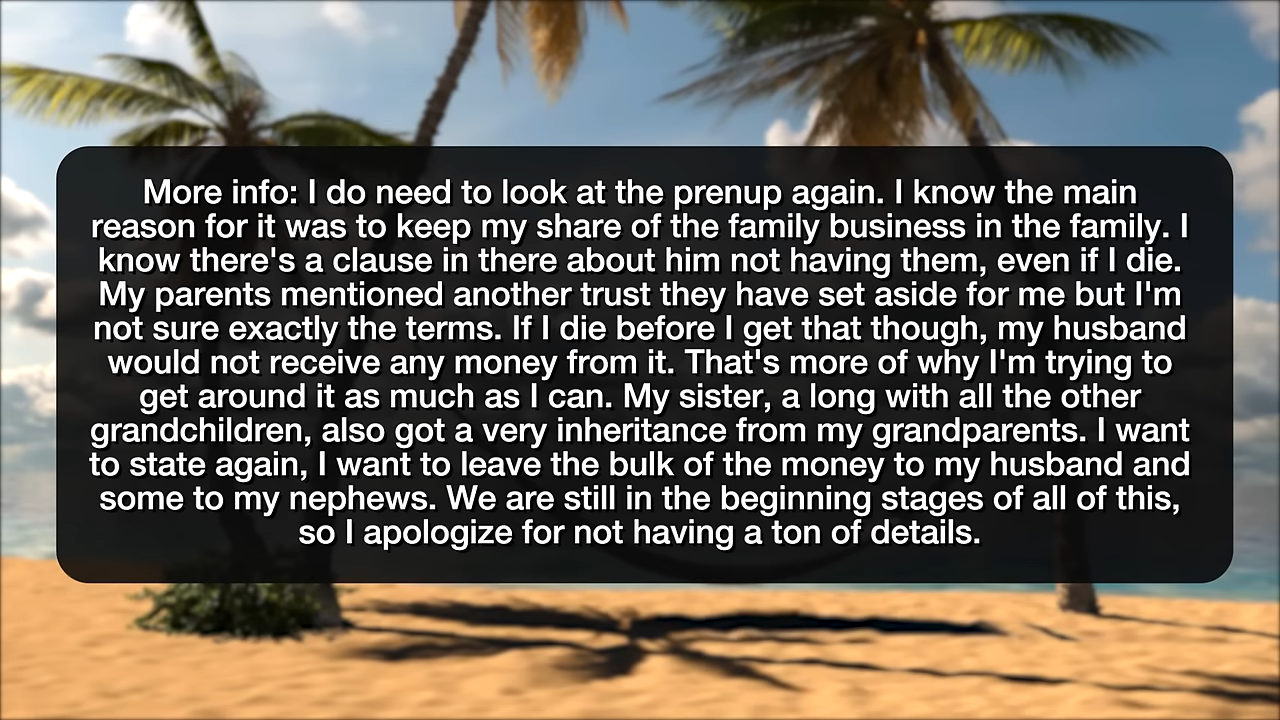 More info: I do need to look at the prenup again. I know the main
reason for it was to keep my share of the family business in the family. I
know there's a clause in there about him not having them, even if I die.
My parents mentioned another trust they have set aside for me but I'm
not sure exactly the terms. If I die before I get that though, my husband
would not receive any money from it. That's more of why I'm trying to
get around it as much as I can. My sister, a long with all the other
grandchildren, also got a very inheritance from my grandparents. I want
to state again, I want to leave the bulk of the money to my husband and
some to my nephews. We are still in the beginning stages of all of this,
so I apologize for not having a ton of details.